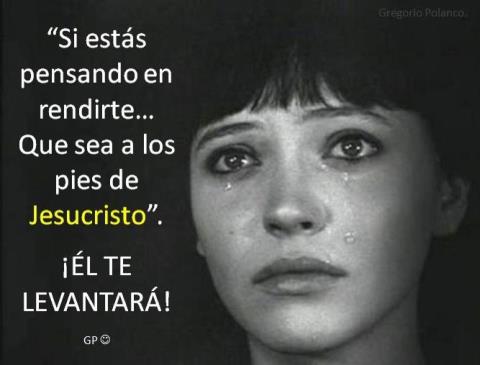 Gregorio Polanco.
“Si estás
pensando en
rendirte...
Que sea a los
pies de
Jesucristo”.
¡ÉL TE
LEVANTARÁ!
GP ☺